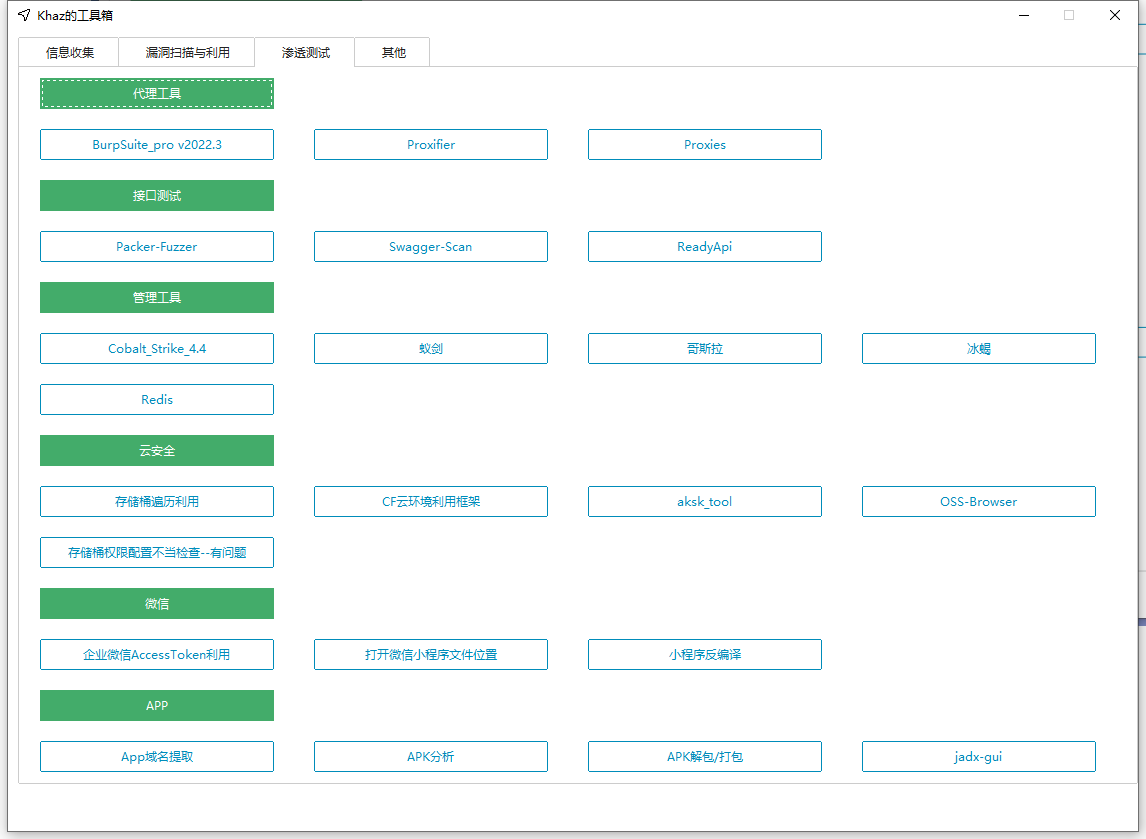 Khaz的工具箱
信息收集 漏洞扫描与利用 渗透测试 其他
代理工具
BurpSuite_pro v2022.3 Proxifier Proxies
接口测试
Packer-Fuzzer Swagger-Scan ReadyApi
管理工具
Cobalt_Strike_4.4 蚁剑 哥斯拉 冰蝎
Redis
云安全
存储桶遍历利用 CF云环境利用框架 aksk_tool OSS-Browser
存储桶权限配置不当检查--有问题
微信
企业微信AccessToken利用 打开微信小程序文件位置 小程序反编译
APP
App域名提取 APK分析 APK解包/打包 jadx-gui